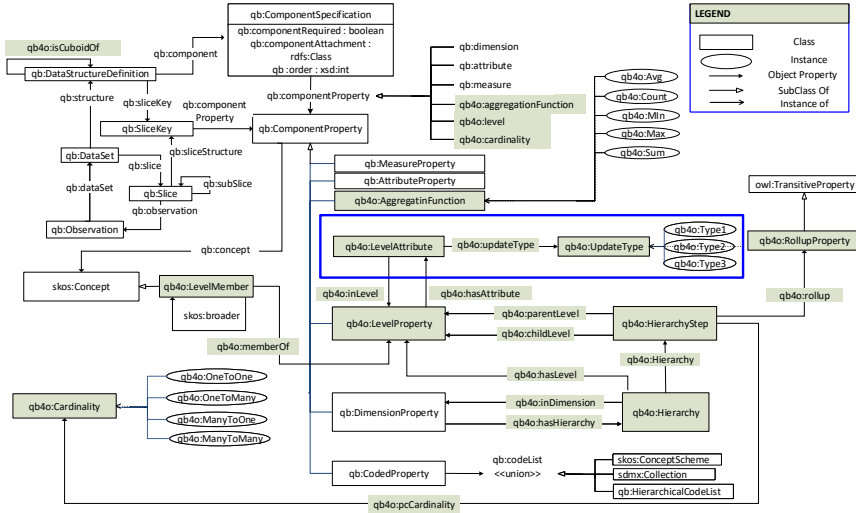 qb:ComponentSpecification
qb:componentRequired : boolean
qb:componentAttachment :
rdfs:Class
qb : order : xsd:int
LEGEND
Class
Instance
Object Property
SubClass Of
Instance of
qb4o:isCuboidOf
qb:component
qb:DataStructureDefinition
qb:structure
qb:sliceKey
qb:component
Property
qb:SliceKey
qb:componentProperty
qb:ComponentProperty
qb:dimension
qb:attribute
qb:measure
qb4o:aggregationFunction
qb4o:level
qb4o:cardinality
qb4o:Avg
qb4o:Count
qb4o:MIn
qb4o:Max
qb4o:Sum
qb:sliceStructure
qb:DataSet
qb:slice
qb:subSlice
qb:dataSet
qb:Slice
qb:observation
qb:Observation
qb:MeasureProperty
qb:AttributeProperty
qb4o:AggregatinFunction
owl:TransitiveProperty
qb4o:RollupProperty
qb4o:rollup
qb:concept
qb4o:LevelAttribute
qb4o:updateType
qb4o:UpdateType
qb4o:Type1
qb4o:Type2
qb4o:Type3
skos:Concept
qb4o:LevelMember
skos:broader
qb4o:inLevel
qb4o:hasAttribute
qb4o:memberOf
qb4o:LevelProperty
qb4o:parentLevel
qb4o:childLevel
qb4o:HierarchyStep
qb4o:Hierarchy
qb4o:hasLevel
qb4o:Cardinality
qb4o:OneToOne
qb4o:OneToMany
qb4o:ManyToOne
qb4o:ManyToMany
qb:DimensionProperty
qb4o:inDimension
qb4o:hasHierarchy
qb4o:Hierarchy
qb:CodedProperty
qb:codeList
<<union>>
skos:ConceptScheme
sdmx:Collection
qb:HierarchicalCodeList
qb4o:pcCardinality